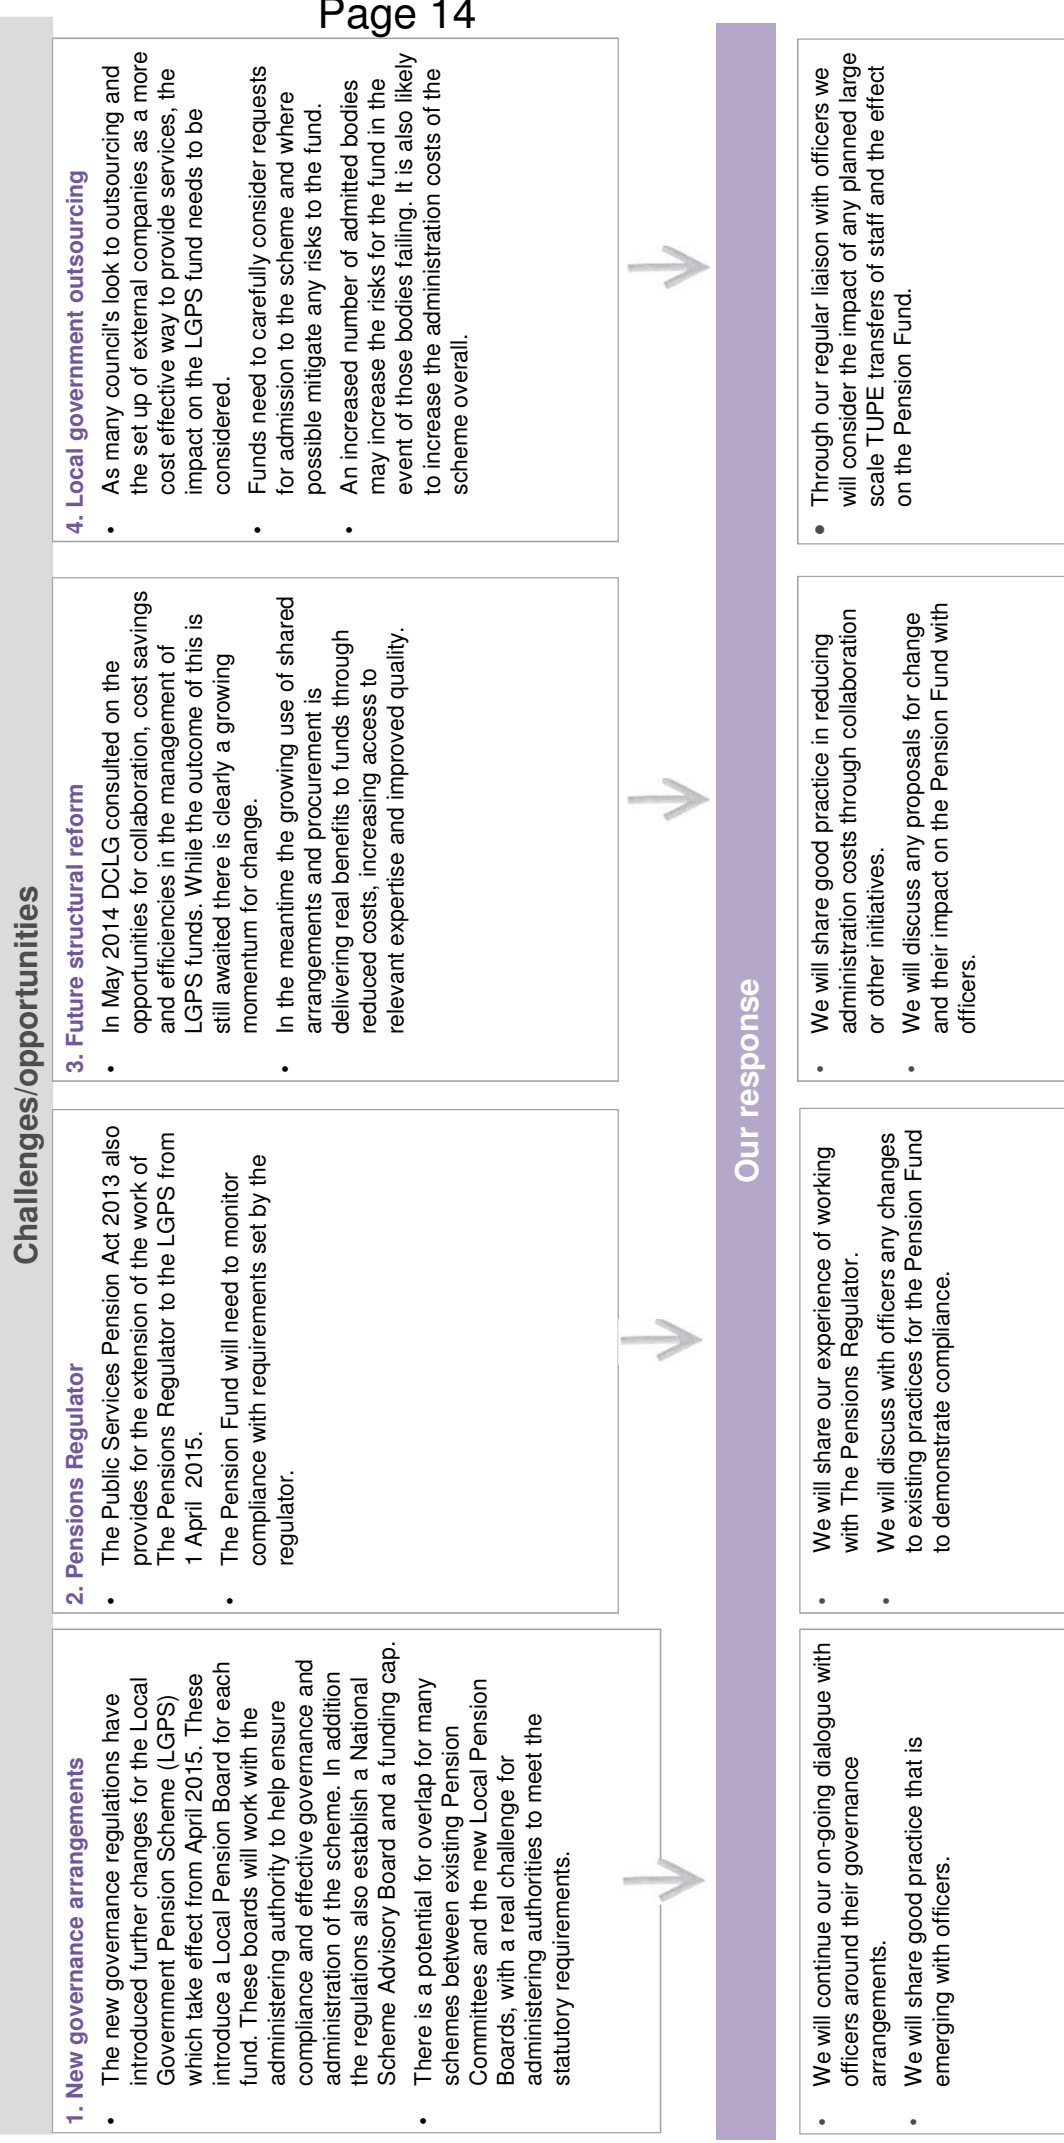 Page 14
Challenges/opportunities
1. New governance arrangements
• The new governance regulations have
introduced further changes for the Local
Government Pension Scheme (LGPS)
which take effect from April 2015. These
introduce a Local Pension Board for each
fund. These boards will work with the
administering authority to help ensure
compliance and effective governance and
administration of the scheme. In addition
the regulations also establish a National
Scheme Advisory Board and a funding cap.
• There is a potential for overlap for many
schemes between existing Pension
Committees and the new Local Pension
Boards, with a real challenge for
administering authorities to meet the
statutory requirements.
2. Pensions Regulator
• The Public Services Pension Act 2013 also
provides for the extension of the work of
The Pensions Regulator to the LGPS from
1 April 2015.
• The Pension Fund will need to monitor
compliance with requirements set by the
regulator.
3. Future structural reform
• In May 2014 DCLG consulted on the
opportunities for collaboration, cost savings
and efficiencies in the management of
LGPS funds. While the outcome of this is
still awaited there is clearly a growing
momentum for change.
• In the meantime the growing use of shared
arrangements and procurement is
delivering real benefits to funds through
reduced costs, increasing access to
relevant expertise and improved quality.
4. Local government outsourcing
• As many council's look to outsourcing and
the set up of external companies as a more
cost effective way to provide services, the
impact on the LGPS fund needs to be
considered.
• Funds need to carefully consider requests
for admission to the scheme and where
possible mitigate any risks to the fund.
• An increased number of admitted bodies
may increase the risks for the fund in the
event of those bodies failing. It is also likely
to increase the administration costs of the
scheme overall.
Our response
• We will continue our on-going dialogue with
officers around their governance
arrangements.
• We will share good practice that is
emerging with officers.
• We will share our experience of working
with The Pensions Regulator.
• We will discuss with officers any changes
to existing practices for the Pension Fund
to demonstrate compliance.
• We will share good practice in reducing
administration costs through collaboration
or other initiatives.
• We will discuss any proposals for change
and their impact on the Pension Fund with
officers.
• Through our regular liaison with officers we
will consider the impact of any planned large
scale TUPE transfers of staff and the effect
on the Pension Fund.